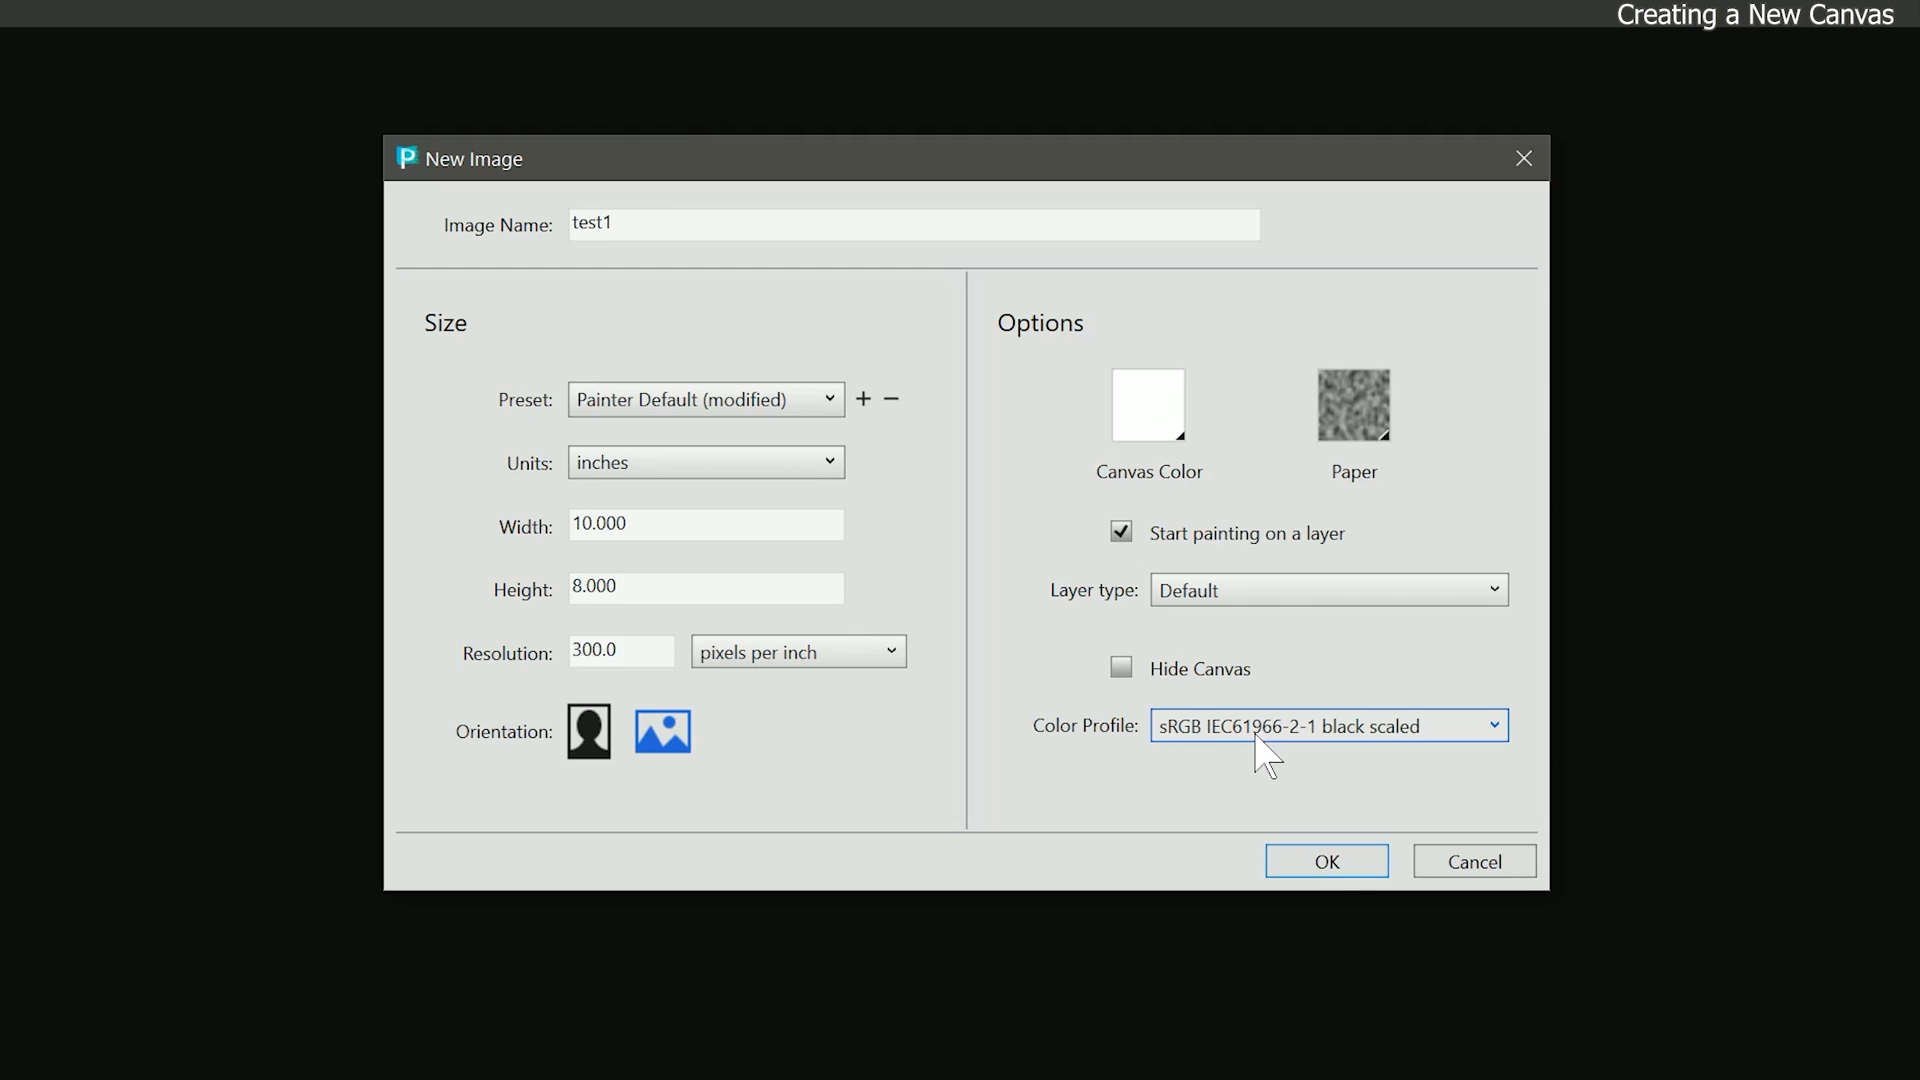 Creating a New Canvas
New Image
Image Name: test1
Size
Preset: Painter Default (modified)
Units: inches
Width: 10.000
Height: 8.000
Resolution: 300.0 pixels per inch
Orientation:
Options
Canvas Color Paper
Start painting on a layer
Layer type: Default
Hide Canvas
Color Profile: sRGB IEC61966-2-1 black scaled
OK Cancel